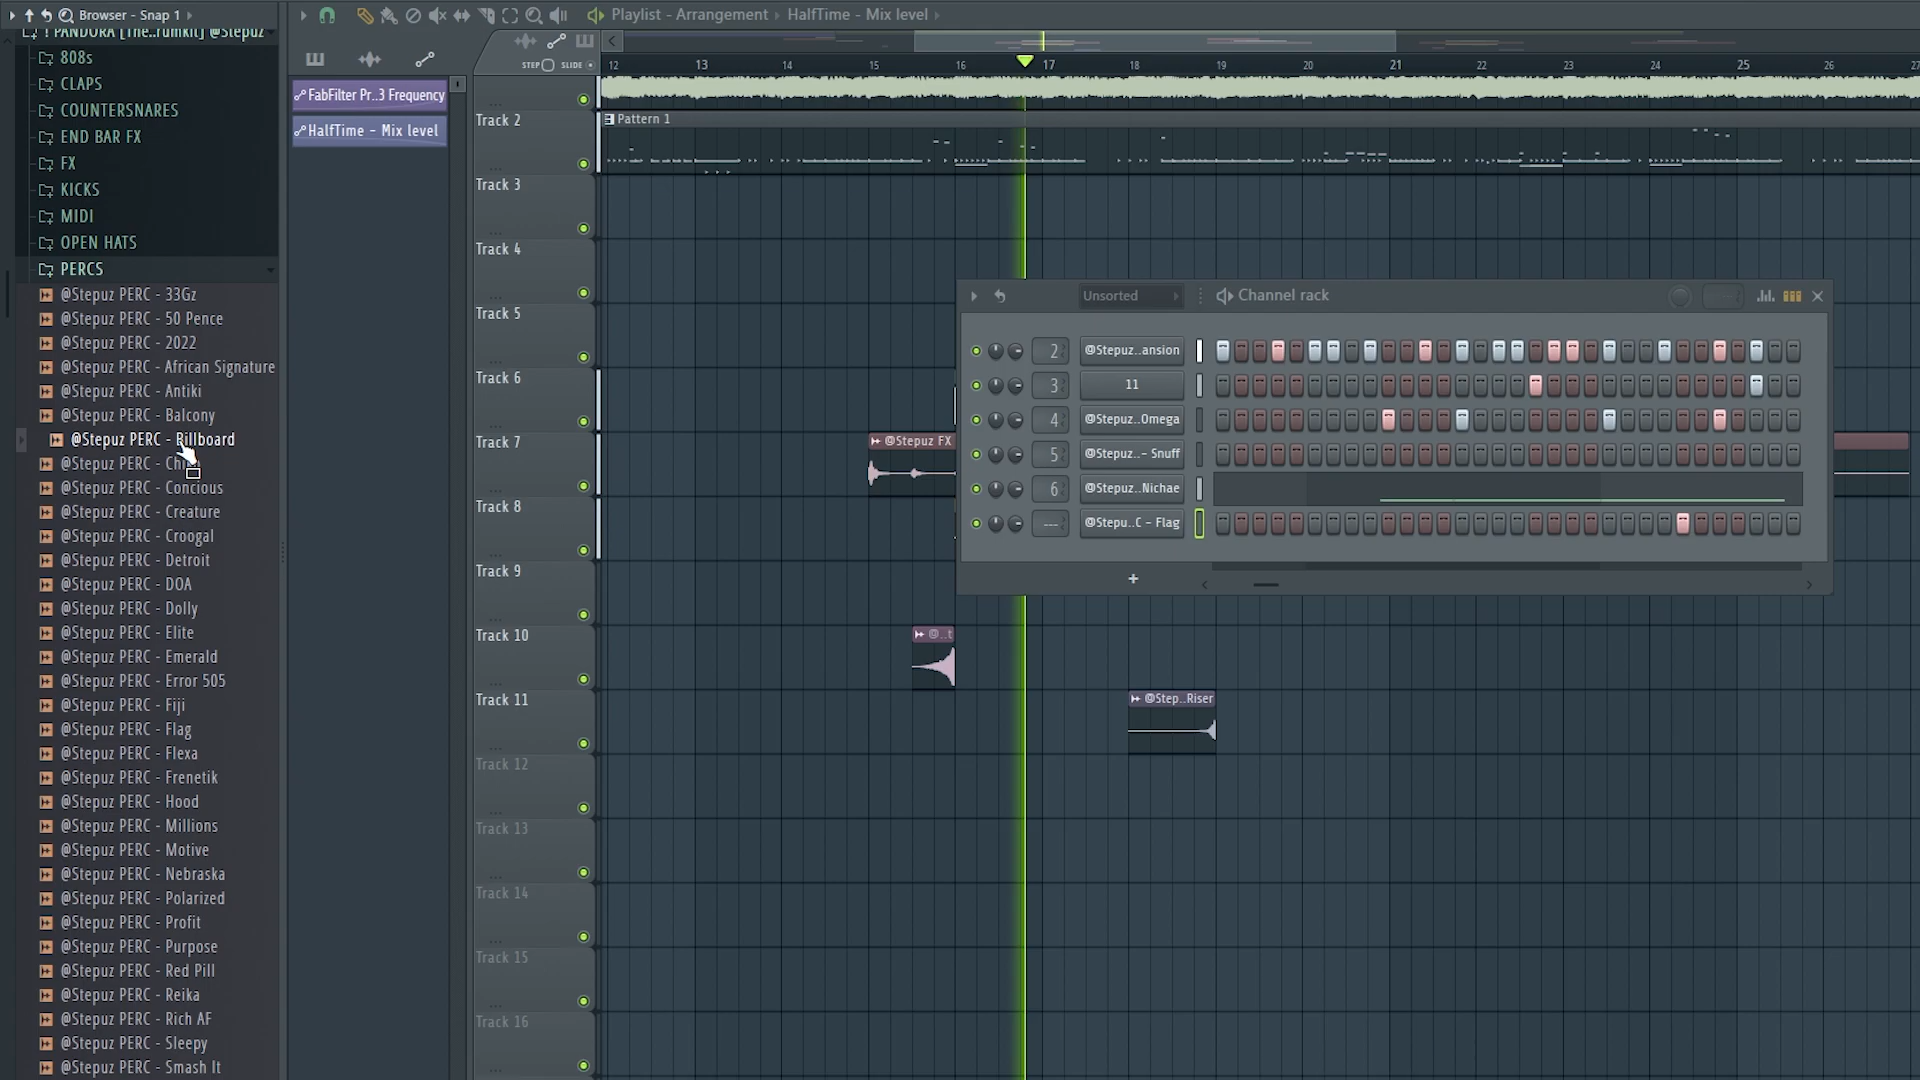 Browser - Snap 1
! PANDORA [The..rumkit] @Stepuz
808s
CLAPS
COUNTERSNARES
END BAR FX
FX
KICKS
MIDI
OPEN HATS
PERCS
@Stepuz PERC - 33Gz
@Stepuz PERC - 50 Pence
@Stepuz PERC - 2022
@Stepuz PERC - African Signature
@Stepuz PERC - Antiki
@Stepuz PERC - Balcony
@Stepuz PERC - Billboard
@Stepuz PERC -
@Stepuz PERC - Concious
@Stepuz PERC - Creature
@Stepuz PERC - Croogal
@Stepuz PERC - Detroit
@Stepuz PERC - DOA
@Stepuz PERC - Dolly
@Stepuz PERC - Elite
@Stepuz PERC - Emerald
@Stepuz PERC - Error 505
@Stepuz PERC - Fiji
@Stepuz PERC - Flag
@Stepuz PERC - Flexa
@Stepuz PERC - Frenetik
@Stepuz PERC - Hood
@Stepuz PERC - Millions
@Stepuz PERC - Motive
@Stepuz PERC - Nebraska
@Stepuz PERC - Polarized
@Stepuz PERC - Profit
@Stepuz PERC - Purpose
@Stepuz PERC - Red Pill
@Stepuz PERC - Reika
@Stepuz PERC - Rich AF
@Stepuz PERC - Sleepy
@Stepuz PERC - Smash It
FabFilter Pr..3 Frequency
HalfTime - Mix level
Playlist - Arrangement › HalfTime - Mix level ›
STEP SLIDE
12 13 14 15 16 17 18 19 20 21 22 23 24 25 26 27
Track 2
Pattern 1
Track 3
Track 4
Track 5
Track 6
Track 7
@Stepuz FX
Track 8
Track 9
Track 10
@..t
Track 11
@Step..Riser
Track 12
Track 13
Track 14
Track 15
Track 16
Unsorted
Channel rack
2 @Stepuz..ansion
3 11
4 @Stepuz..Omega
5 @Stepuz..- Snuff
6 @Stepuz..Nichae
--- @Stepu..C - Flag
+